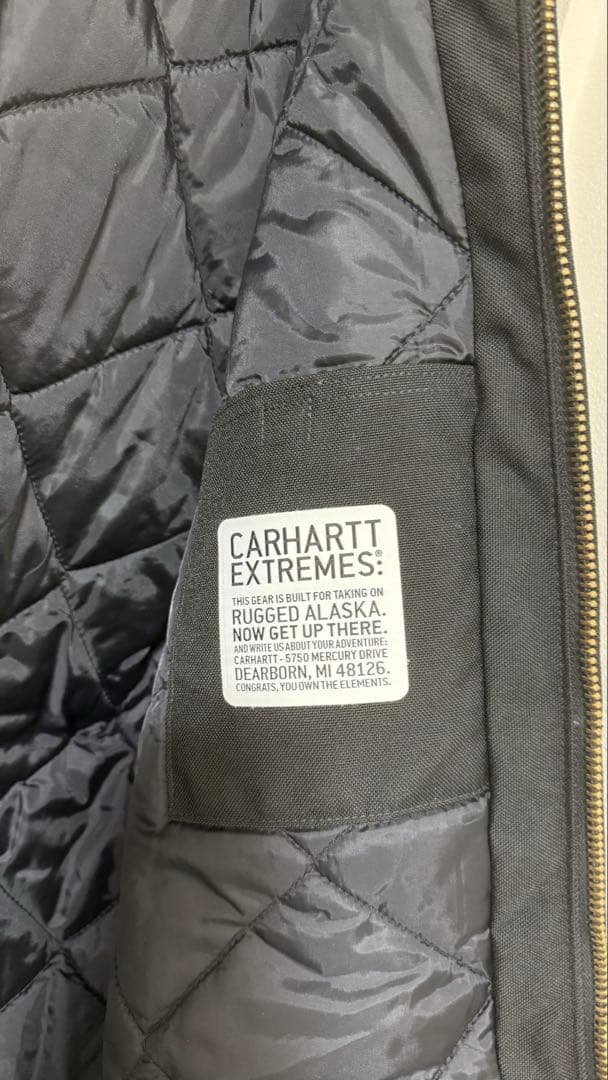 CARHARTT
EXTREMES®:
THIS GEAR IS BUILT FOR TAKING ON
RUGGED ALASKA.
NOW GET UP THERE.
AND WRITE US ABOUT YOUR ADVENTURE:
CARHARTT - 5750 MERCURY DRIVE
DEARBORN, MI 48126.
CONGRATS, YOU OWN THE ELEMENTS.